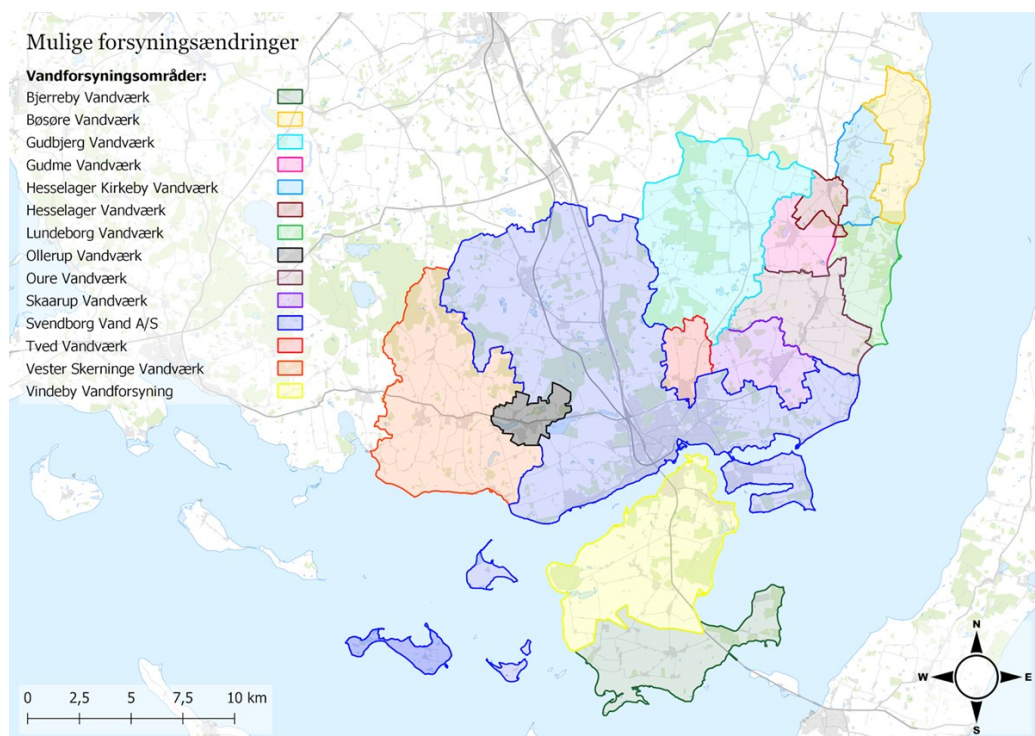 Mulige forsyningsændringer
Vandforsyningsområder:
Bjerreby Vandværk
Bøsøre Vandværk
Gudbjerg Vandværk
Gudme Vandværk
Hesselager Kirkeby Vandværk
Hesselager Vandværk
Lundeborg Vandværk
Ollerup Vandværk
Oure Vandværk
Skaarup Vandværk
Svendborg Vand A/S
Tved Vandværk
Vester Skerninge Vandværk
Vindeby Vandforsyning
0 2,5 5 7,5 10 km
N
W E
S